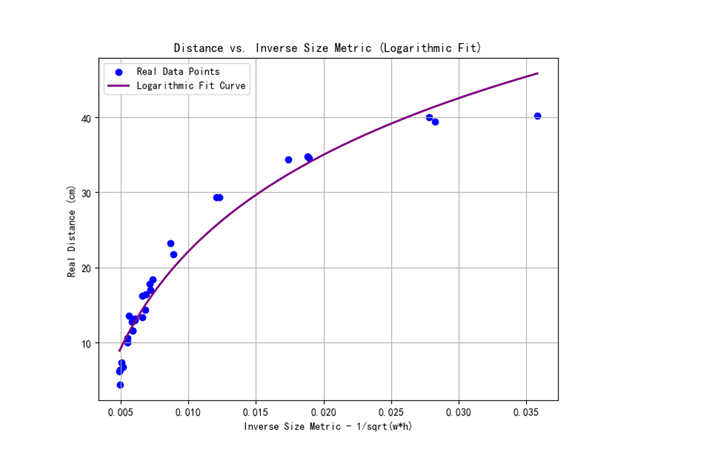 Distance vs. Inverse Size Metric (Logarithmic Fit)
Real Data Points
Logarithmic Fit Curve
40
30
20
10
Real Distance (cm)
0.005 0.010 0.015 0.020 0.025 0.030 0.035
Inverse Size Metric - 1/sqrt(w*h)